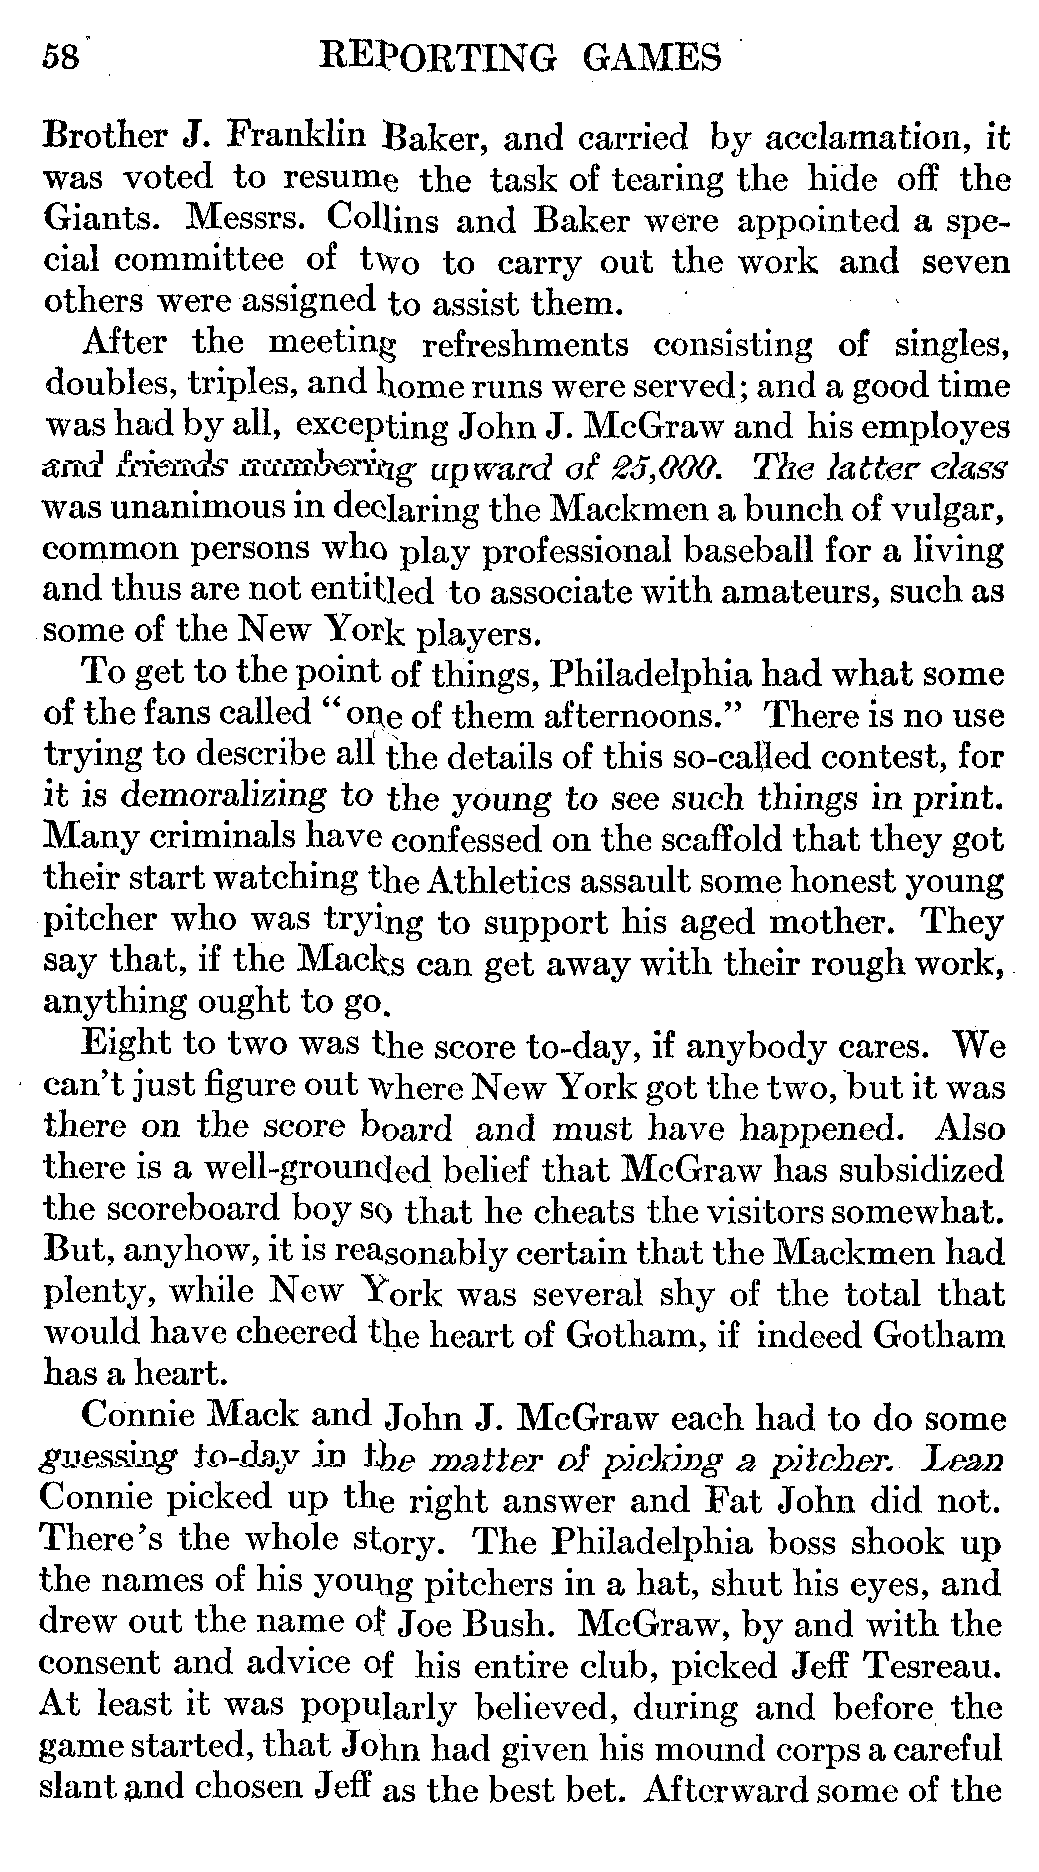 58 REPORTING GAMES
Brother J. Franklin Baker, and carried by acclamation, it
was voted to resume the task of tearing the hide off the
Giants. Messrs. Collins and Baker were appointed a spe-
cial committee of two to carry out the work and seven
others were assigned to assist them.
After the meeting refreshments consisting of singles,
doubles, triples, and home runs were served; and a good time
was had by all, excepting John J. McGraw and his employes
and friends numbering upward of 25,000. The latter class
was unanimous in declaring the Mackmen a bunch of vulgar,
common persons who play professional baseball for a living
and thus are not entitled to associate with amateurs, such as
some of the New York players.
To get to the point of things, Philadelphia had what some
of the fans called "one of them afternoons." There is no use
trying to describe all the details of this so-called contest, for
it is demoralizing to the young to see such things in print.
Many criminals have confessed on the scaffold that they got
their start watching the Athletics assault some honest young
pitcher who was trying to support his aged mother. They
say that, if the Macks can get away with their rough work,
anything ought to go.
Eight to two was the score to-day, if anybody cares. We
can't just figure out where New York got the two, but it was
there on the score board and must have happened. Also
there is a well-grounded belief that McGraw has subsidized
the scoreboard boy so that he cheats the visitors somewhat.
But, anyhow, it is reasonably certain that the Mackmen had
plenty, while New York was several shy of the total that
would have cheered the heart of Gotham, if indeed Gotham
has a heart.
Connie Mack and John J. McGraw each had to do some
guessing to-day in the matter of picking a pitcher. Lean
Connie picked up the right answer and Fat John did not.
There's the whole story. The Philadelphia boss shook up
the names of his young pitchers in a hat, shut his eyes, and
drew out the name of Joe Bush. McGraw, by and with the
consent and advice of his entire club, picked Jeff Tesreau.
At least it was popularly believed, during and before the
game started, that John had given his mound corps a careful
slant and chosen Jeff as the best bet. Afterward some of the